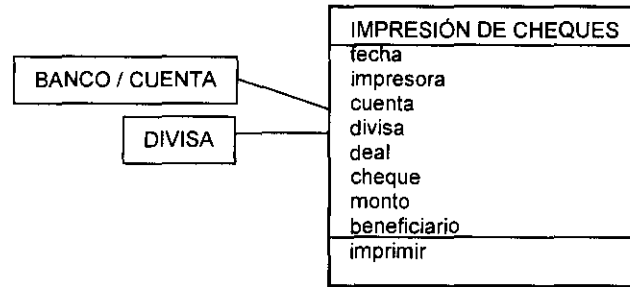 IMPRESIÓN DE CHEQUES
fecha
impresora
cuenta
divisa
deal
cheque
monto
beneficiario
imprimir
BANCO / CUENTA
DIVISA